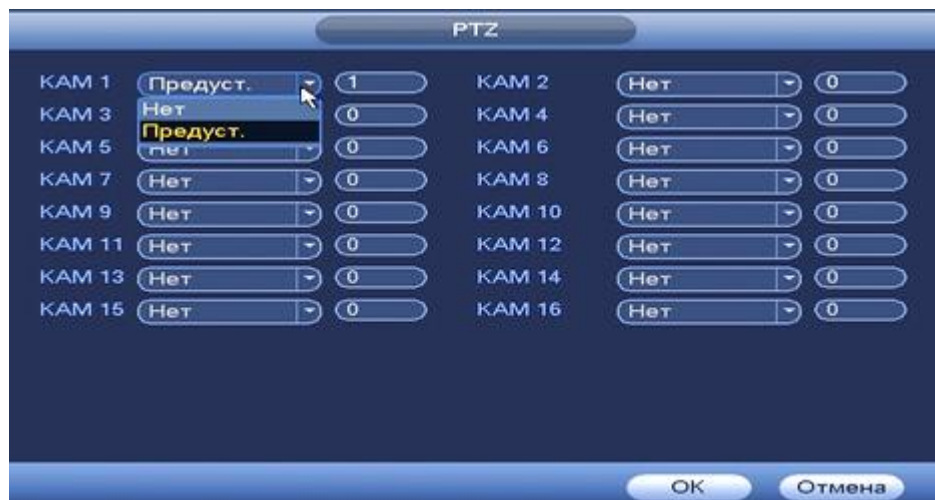 PTZ
КАМ 1 Предуст. 1 КАМ 2 Нет 0
Нет
Предуст.
КАМ 3 0 КАМ 4 Нет 0
КАМ 5 Нет 0 КАМ 6 Нет 0
КАМ 7 Нет 0 КАМ 8 Нет 0
КАМ 9 Нет 0 КАМ 10 Нет 0
КАМ 11 Нет 0 КАМ 12 Нет 0
КАМ 13 Нет 0 КАМ 14 Нет 0
КАМ 15 Нет 0 КАМ 16 Нет 0
ОК Отмена